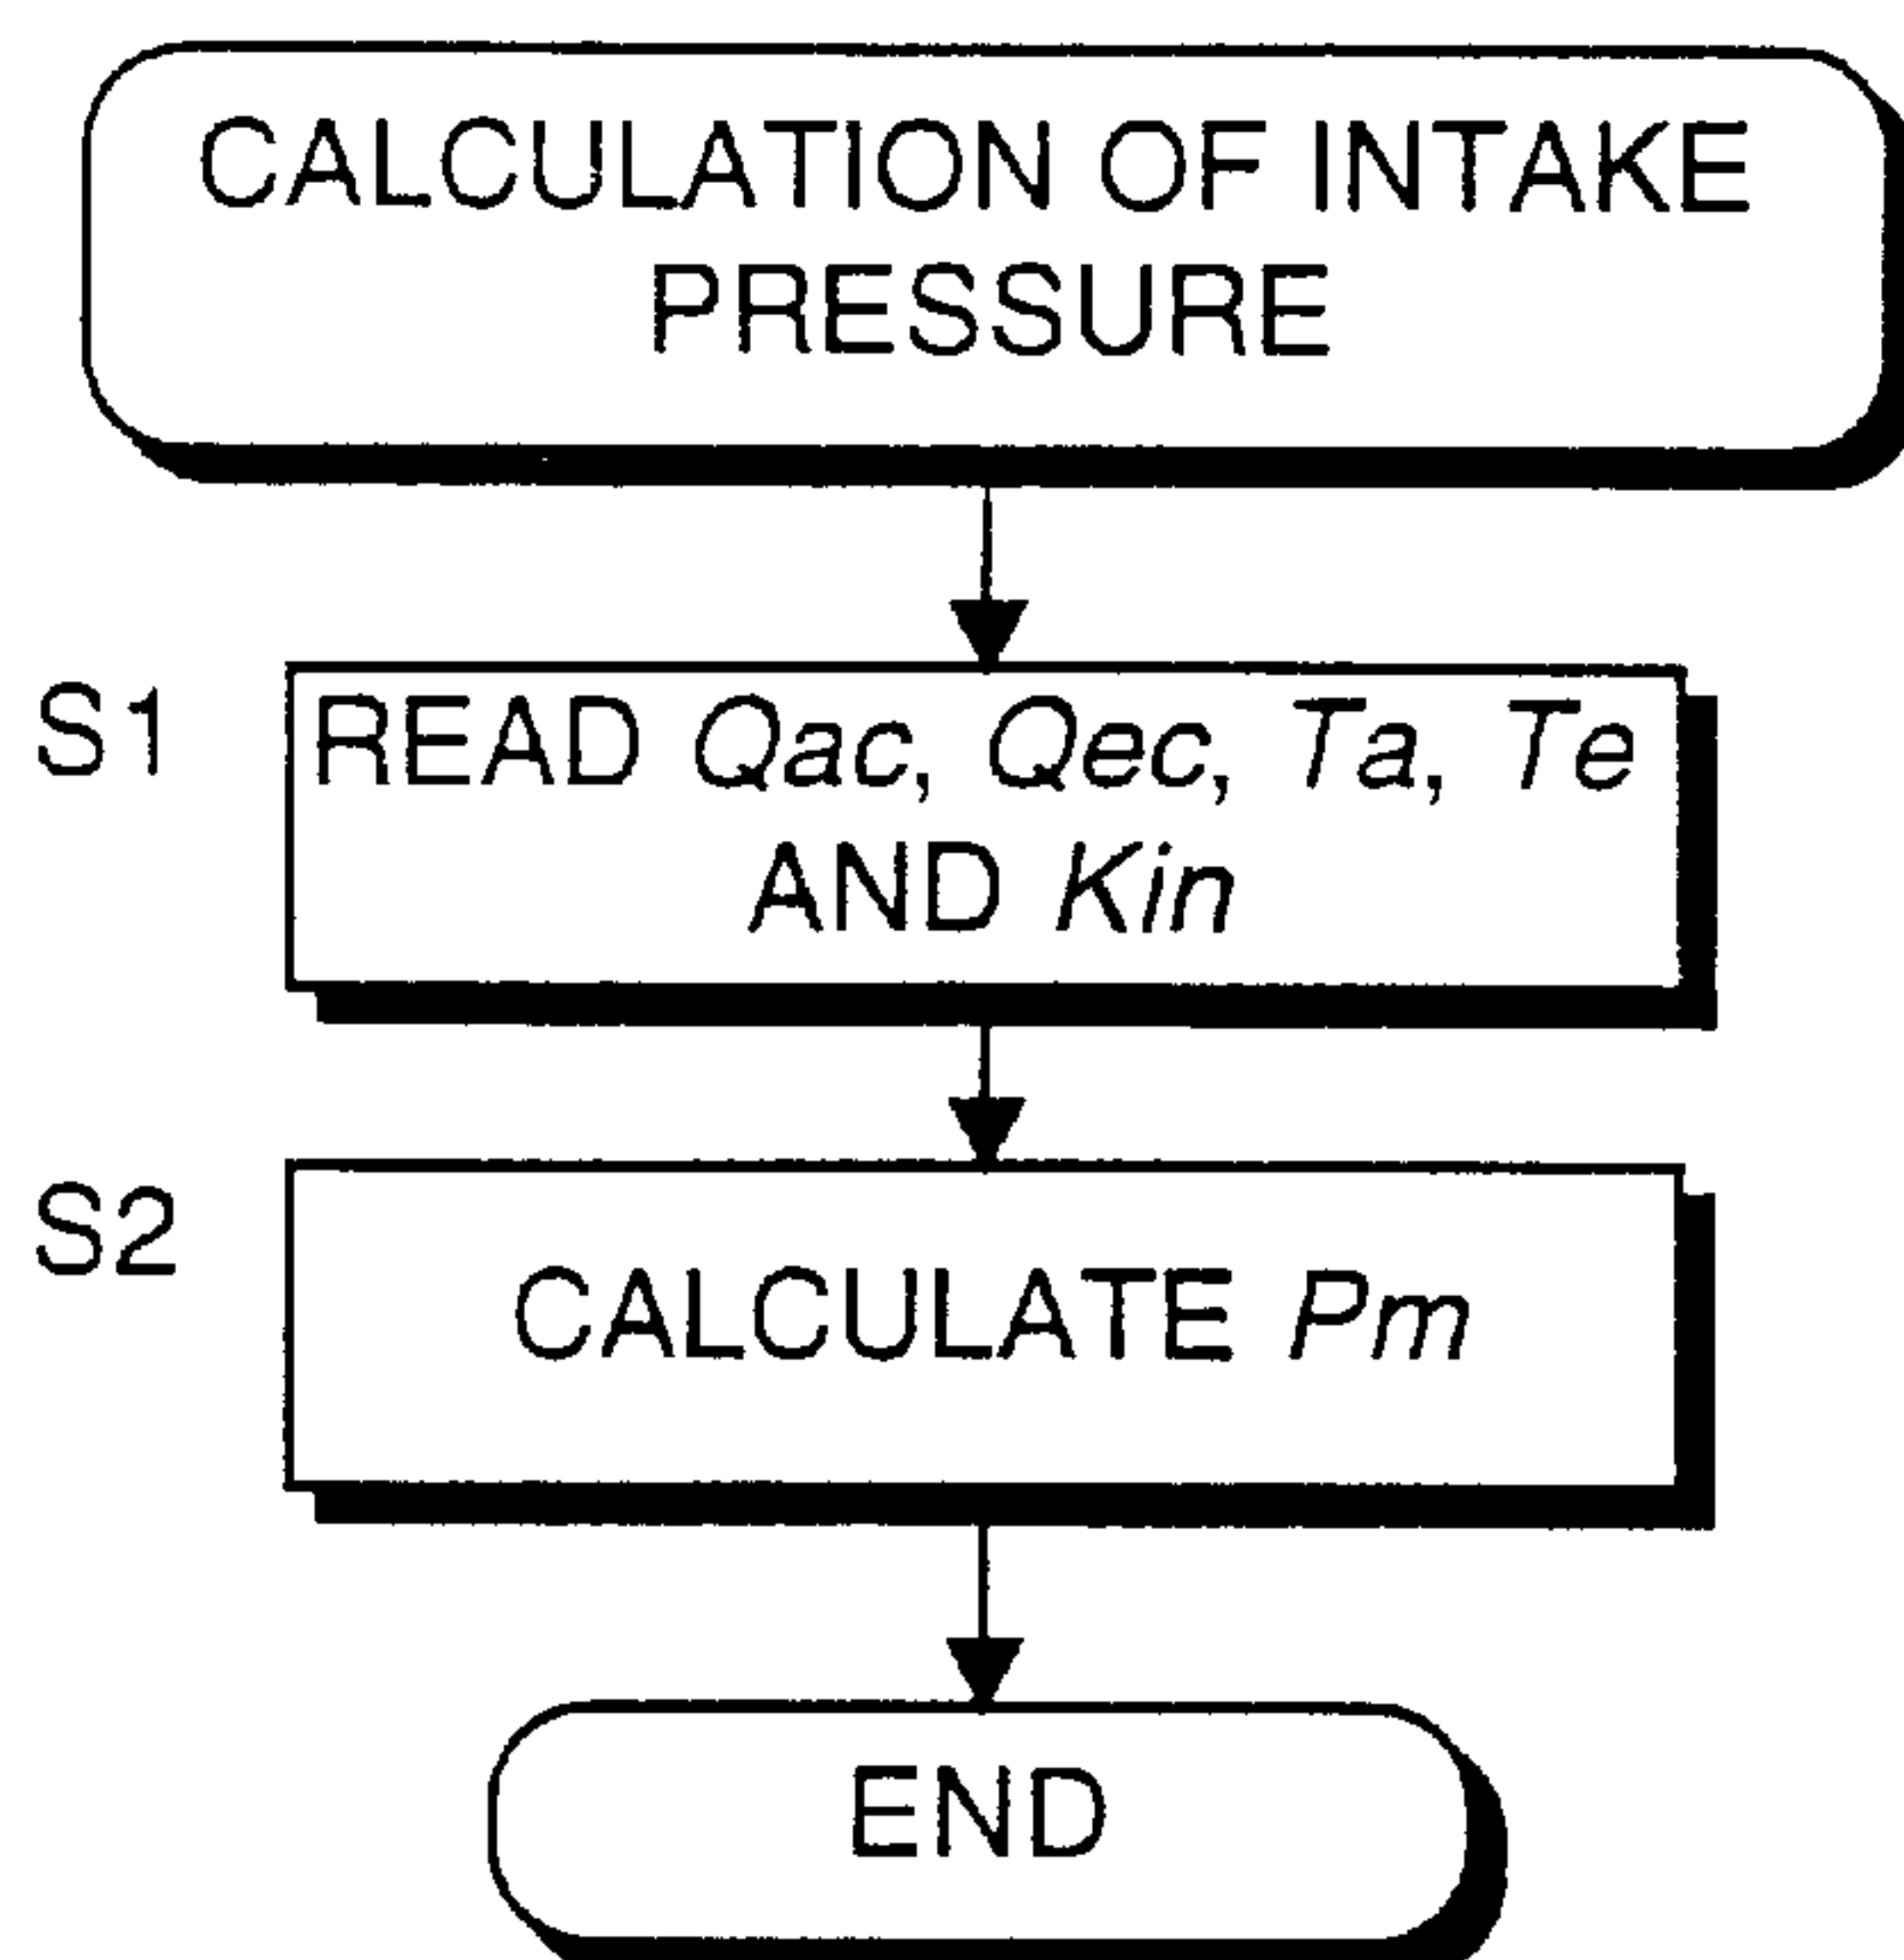 CALCULATION OF INTAKE
PRESSURE
S1
READ Qac, Qec, Ta, Te
AND Kin
S2
CALCULATE Pm
END